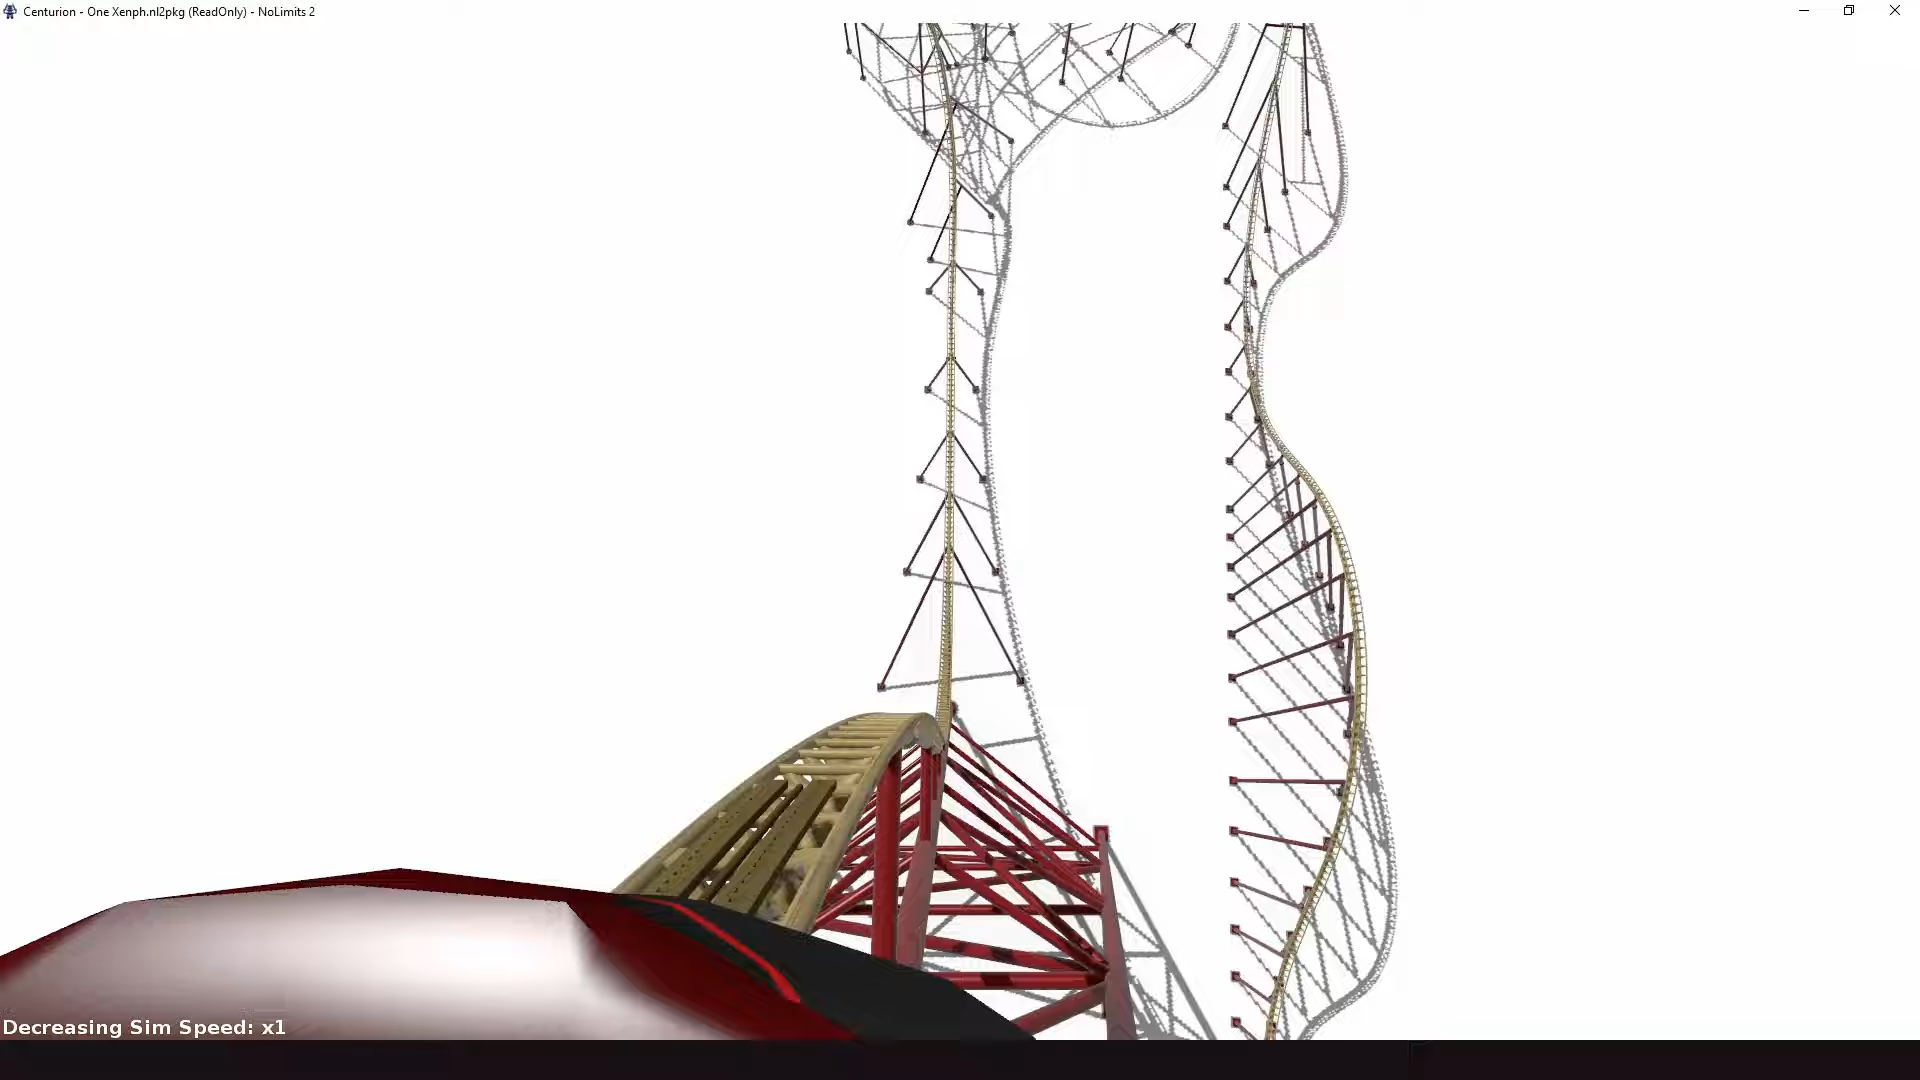 Centurion - One Xenph.nl2pkg (ReadOnly) - NoLimits 2
Decreasing Sim Speed: x1